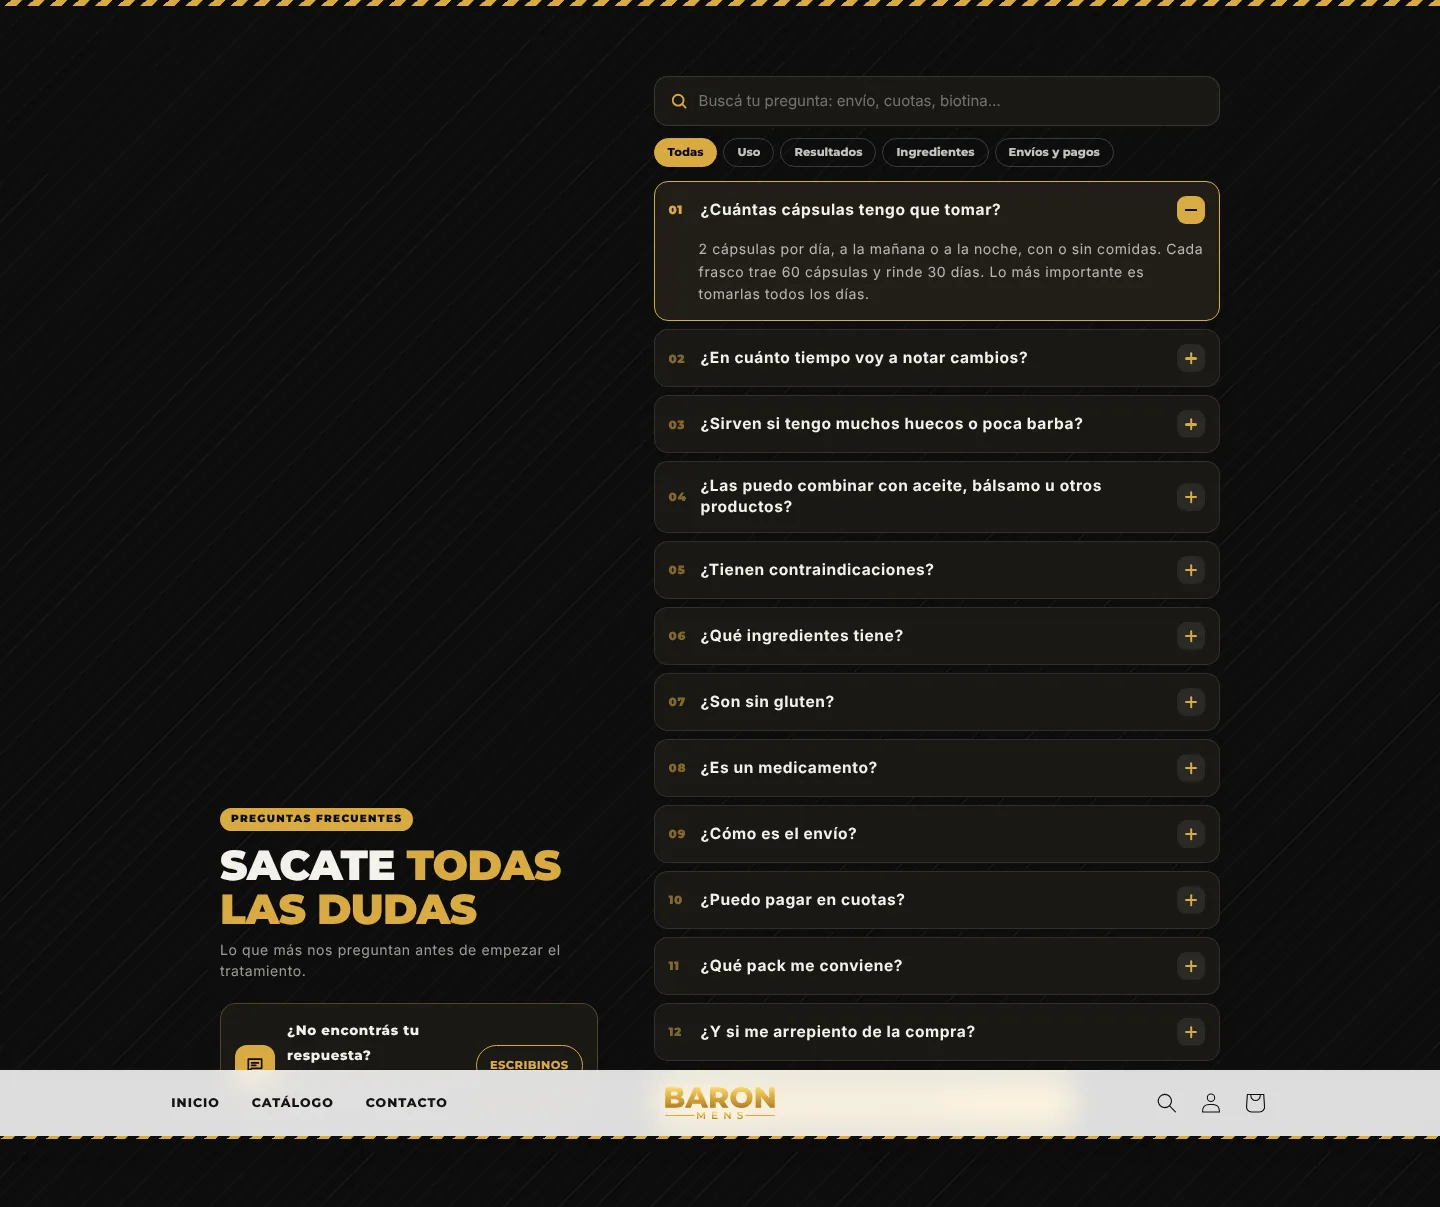 Buscá tu pregunta: envío, cuotas, biotina...
Todas
Uso
Resultados
Ingredientes
Envíos y pagos
01 ¿Cuántas cápsulas tengo que tomar?
2 cápsulas por día, a la mañana o a la noche, con o sin comidas. Cada
frasco trae 60 cápsulas y rinde 30 días. Lo más importante es
tomarlas todos los días.
02 ¿En cuánto tiempo voy a notar cambios?
03 ¿Sirven si tengo muchos huecos o poca barba?
04 ¿Las puedo combinar con aceite, bálsamo u otros
productos?
05 ¿Tienen contraindicaciones?
06 ¿Qué ingredientes tiene?
07 ¿Son sin gluten?
08 ¿Es un medicamento?
09 ¿Cómo es el envío?
10 ¿Puedo pagar en cuotas?
11 ¿Qué pack me conviene?
12 ¿Y si me arrepiento de la compra?
PREGUNTAS FRECUENTES
SACATE TODAS
LAS DUDAS
Lo que más nos preguntan antes de empezar el
tratamiento.
¿No encontrás tu
respuesta?
ESCRIBINOS
INICIO
CATÁLOGO
CONTACTO
BARON
MENS